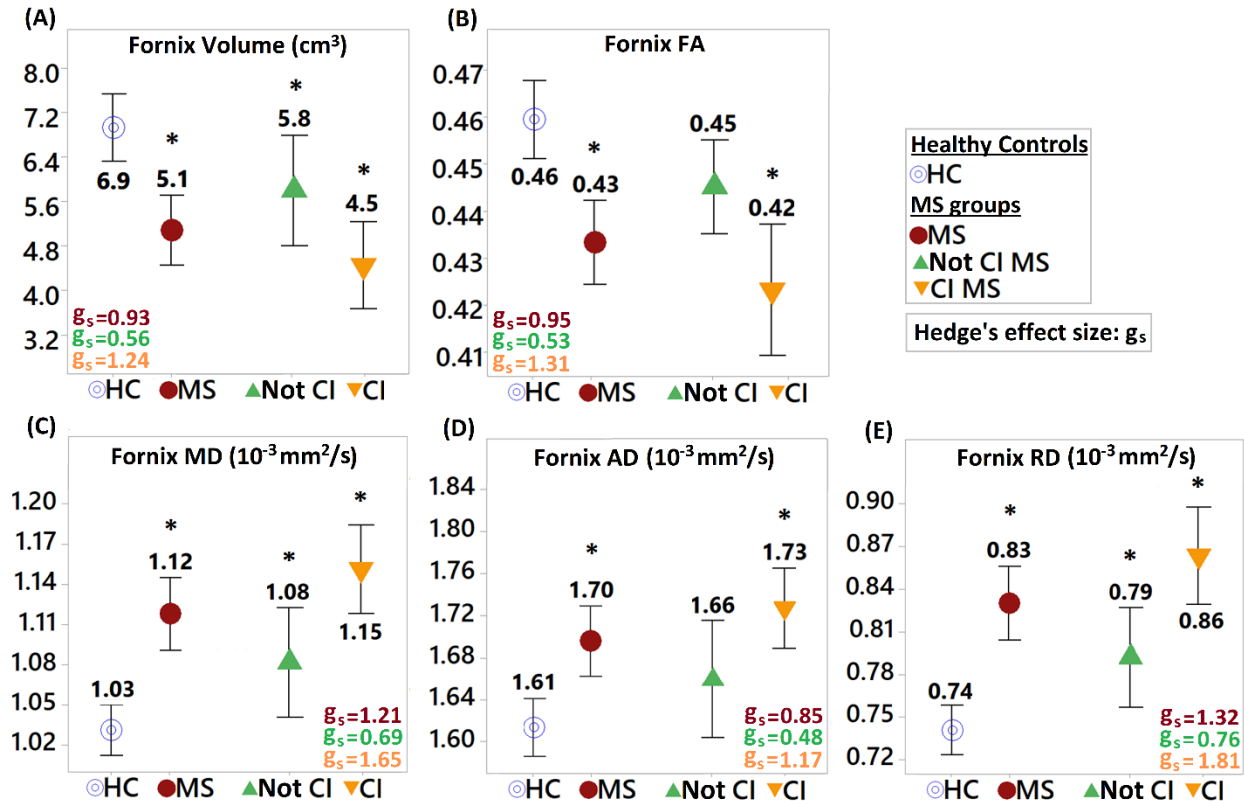 (A)
Fornix Volume (cm³)
8.0
7.2
6.4
5.6
4.8
4.0
3.2
6.9
*
5.1
*
5.8
*
4.5
gₛ=0.93
gₛ=0.56
gₛ=1.24
HC MS Not CI CI
(B)
Fornix FA
0.47
0.46
0.45
0.44
0.43
0.42
0.41
0.46
*
0.43
0.45
*
0.42
gₛ=0.95
gₛ=0.53
gₛ=1.31
HC MS Not CI CI
Healthy Controls
HC
MS groups
MS
Not CI MS
CI MS
Hedge's effect size: gₛ
(C)
Fornix MD (10⁻³ mm²/s)
1.20
1.17
1.14
1.11
1.08
1.05
1.02
1.03
*
1.12
*
1.08
*
1.15
gₛ=1.21
gₛ=0.69
gₛ=1.65
HC MS Not CI CI
(D)
Fornix AD (10⁻³ mm²/s)
1.84
1.80
1.76
1.72
1.68
1.64
1.60
1.61
*
1.70
1.66
*
1.73
gₛ=0.85
gₛ=0.48
gₛ=1.17
HC MS Not CI CI
(E)
Fornix RD (10⁻³ mm²/s)
0.90
0.87
0.84
0.81
0.78
0.75
0.72
0.74
*
0.83
*
0.79
*
0.86
gₛ=1.32
gₛ=0.76
gₛ=1.81
HC MS Not CI CI